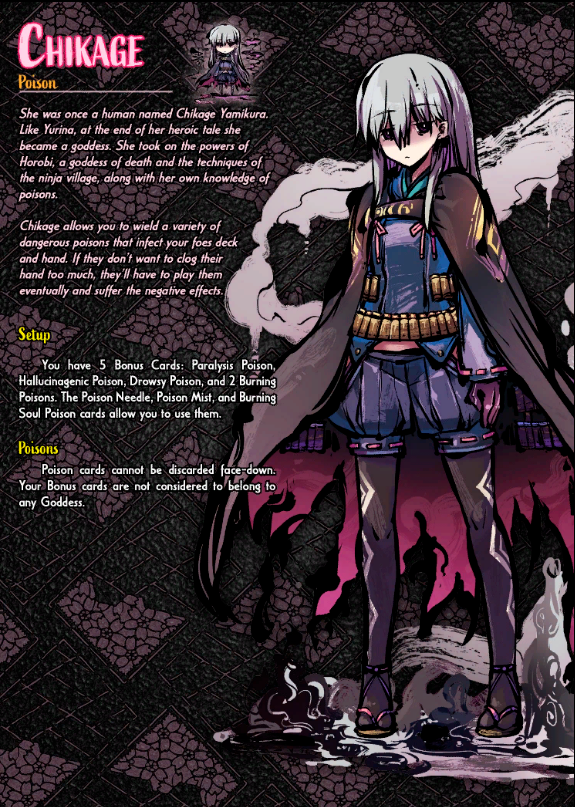 Chikage
Poison
She was once a human named Chikage Yamikura.
Like Yurina, at the end of her heroic tale she
became a goddess. She took on the powers of
Horobi, a goddess of death and the techniques of
the ninja village, along with her own knowledge of
poisons.
Chikage allows you to wield a variety of
dangerous poisons that infect your foes deck
and hand. If they don't want to clog their
hand too much, they'll have to play them
eventually and suffer the negative effects.
Setup
You have 5 Bonus Cards: Paralysis Poison,
Hallucinagenic Poison, Drowsy Poison, and 2 Burning
Poisons. The Poison Needle, Poison Mist, and Burning
Soul Poison cards allow you to use them.
Poisons
Poison cards cannot be discarded face-down.
Your Bonus cards are not considered to belong to
any Goddess.